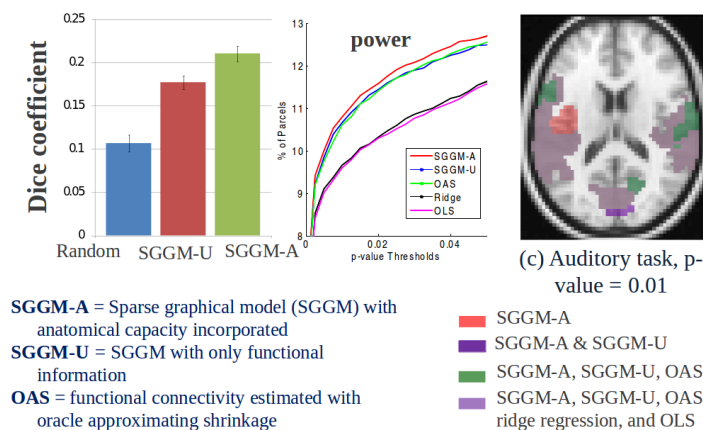 0.25
0.2
0.15
0.1
0.05
0
Dice coefficient
Random SGGM-U SGGM-A
power
13
12
11
10
9
8
% of Parcels
0 0.02 0.04
p-value Thresholds
SGGM-A
SGGM-U
OAS
Ridge
OLS
(c) Auditory task, p-
value = 0.01
SGGM-A = Sparse graphical model (SGGM) with
anatomical capacity incorporated
SGGM-U = SGGM with only functional
information
OAS = functional connectivity estimated with
oracle approximating shrinkage
SGGM-A
SGGM-A & SGGM-U
SGGM-A, SGGM-U, OAS
SGGM-A, SGGM-U, OAS
ridge regression, and OLS